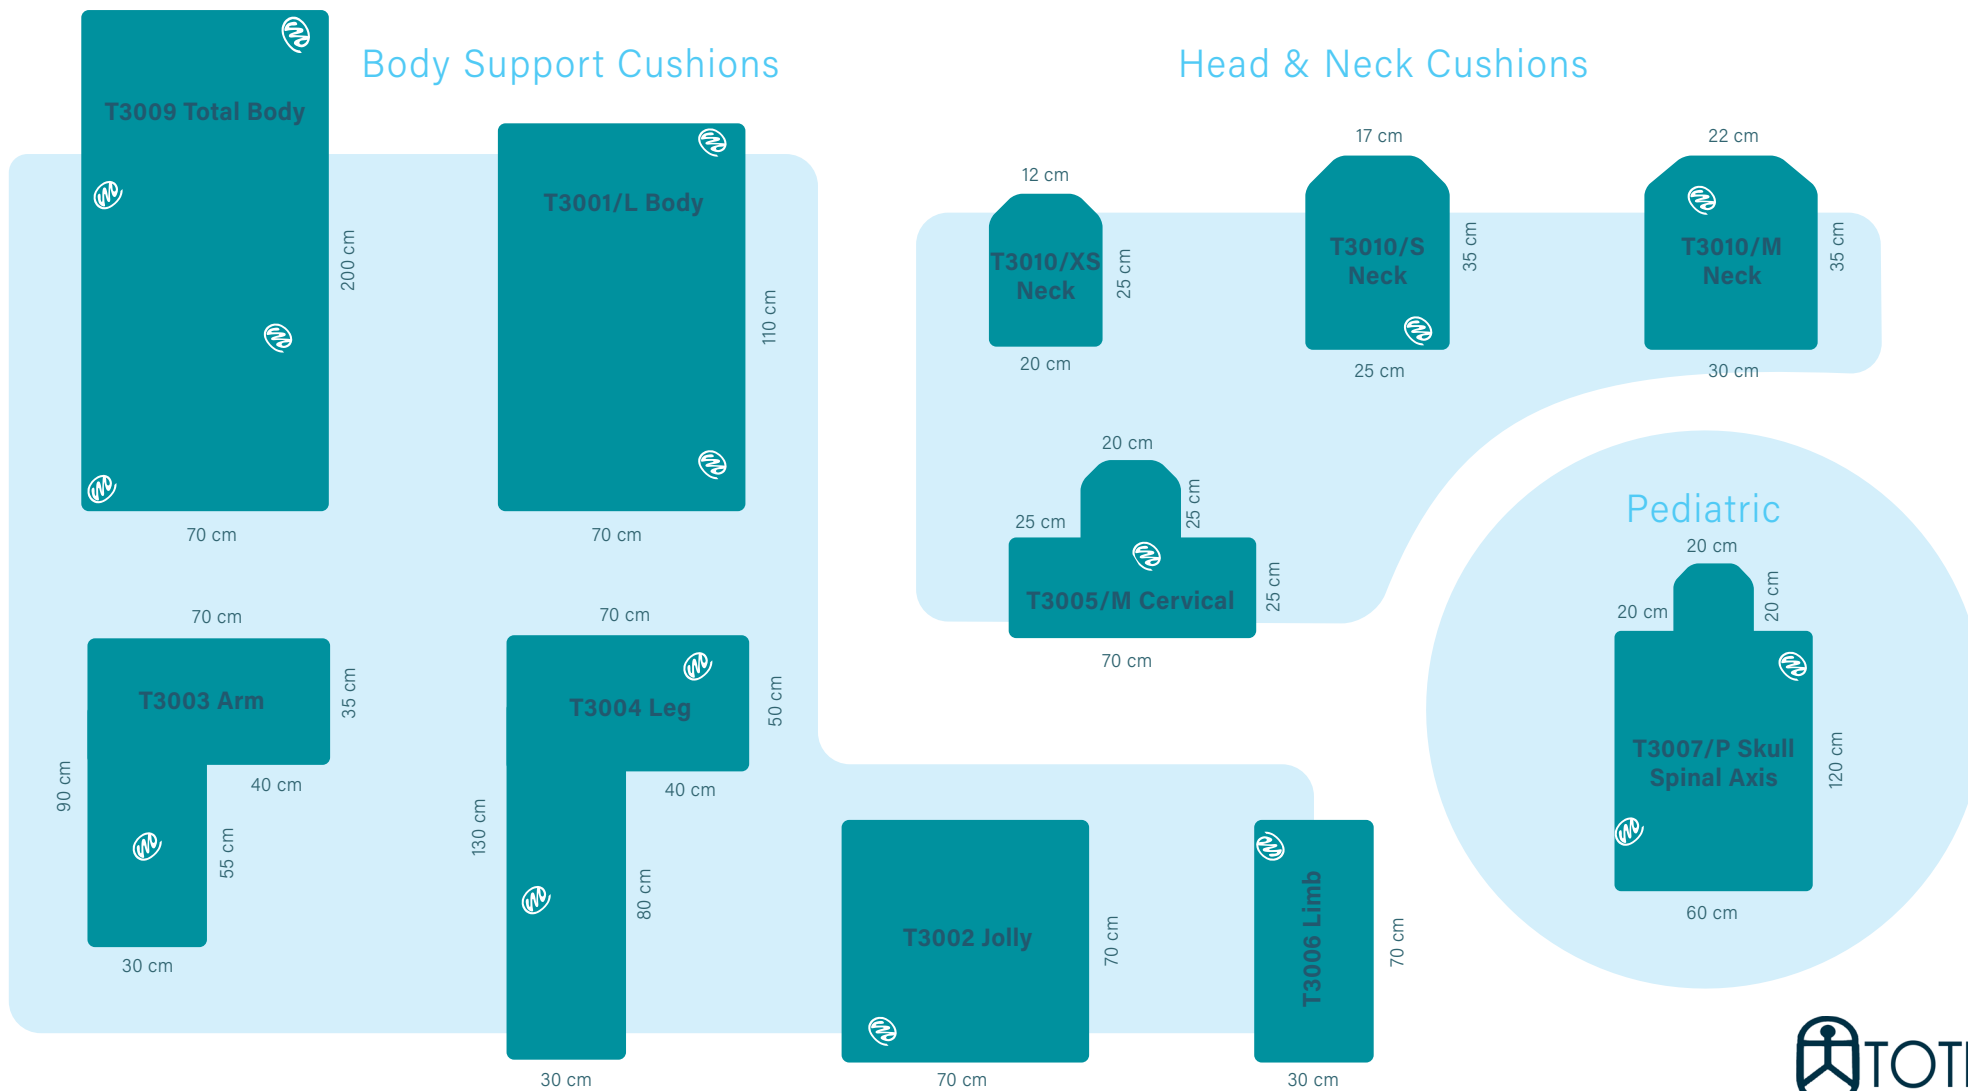 Body Support Cushions
T3009 Total Body
200 cm
70 cm
T3001/L Body
110 cm
70 cm
70 cm
T3003 Arm
35 cm
40 cm
90 cm
55 cm
30 cm
70 cm
T3004 Leg
50 cm
40 cm
130 cm
80 cm
30 cm
T3002 Jolly
70 cm
70 cm
T3006 Limb
70 cm
30 cm
Head & Neck Cushions
12 cm
T3010/XS
Neck
25 cm
20 cm
17 cm
T3010/S
Neck
35 cm
25 cm
22 cm
T3010/M
Neck
35 cm
30 cm
20 cm
25 cm
25 cm
T3005/M Cervical
25 cm
70 cm
Pediatric
20 cm
20 cm
20 cm
T3007/P Skull
Spinal Axis
120 cm
60 cm